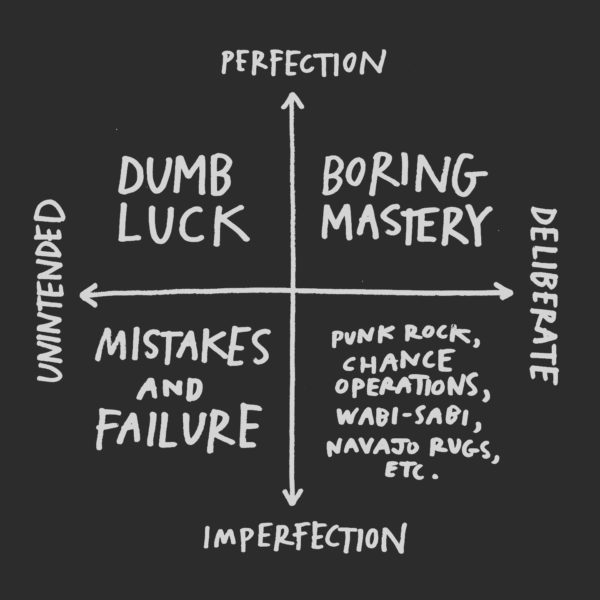 PERFECTION
DUMB
LUCK
BORING
MASTERY
UNINTENDED
DELIBERATE
MISTAKES
AND
FAILURE
PUNK ROCK,
CHANCE
OPERATIONS,
WABI-SABI,
NAVAJO RUGS,
ETC.
IMPERFECTION